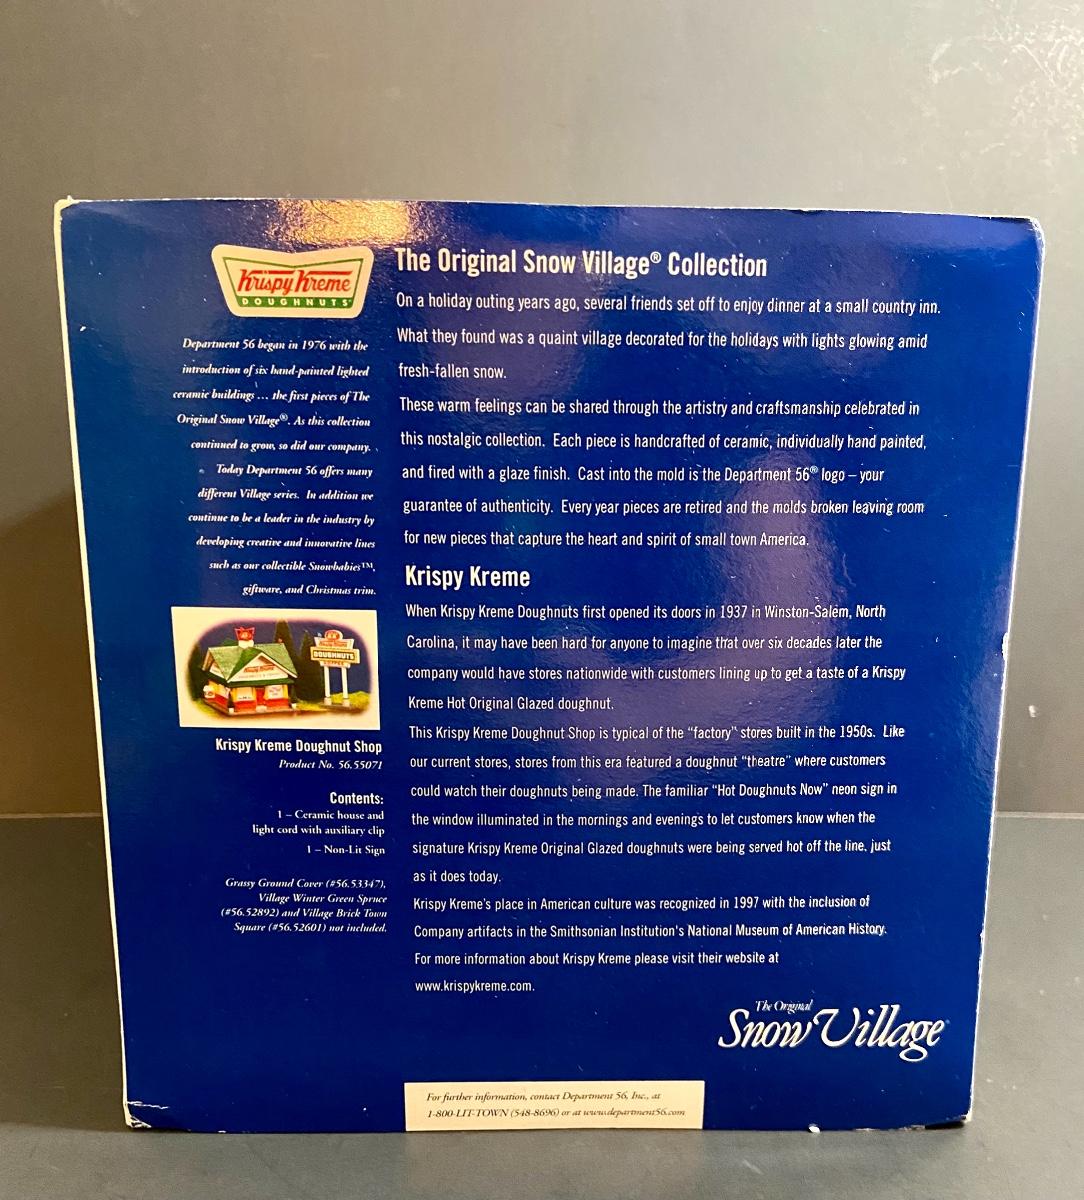 Krispy Kreme
DOUGHNUTS
Department 56 began in 1976 with the
introduction of six hand-painted lighted
ceramic buildings ... the first pieces of The
Original Snow Village®. As this collection
continued to grow, so did our company.
Today Department 56 offers many
different Village series. In addition we
continue to be a leader in the industry by
developing creative and innovative lines
such as our collectible Snowbabies™,
giftware, and Christmas trim.
DOUGHNUTS
Krispy Kreme Doughnut Shop
Product No. 56.55071
Contents:
1 – Ceramic house and
light cord with auxiliary clip
1 – Non-Lit Sign
Grassy Ground Cover (#56.53347),
Village Winter Green Spruce
(#56.52892) and Village Brick Town
Square (#56.52601) not included.
The Original Snow Village® Collection
On a holiday outing years ago, several friends set off to enjoy dinner at a small country inn.
What they found was a quaint village decorated for the holidays with lights glowing amid
fresh-fallen snow.
These warm feelings can be shared through the artistry and craftsmanship celebrated in
this nostalgic collection. Each piece is handcrafted of ceramic, individually hand painted,
and fired with a glaze finish. Cast into the mold is the Department 56® logo – your
guarantee of authenticity. Every year pieces are retired and the molds broken leaving room
for new pieces that capture the heart and spirit of small town America.
Krispy Kreme
When Krispy Kreme Doughnuts first opened its doors in 1937 in Winston-Salem, North
Carolina, it may have been hard for anyone to imagine that over six decades later the
company would have stores nationwide with customers lining up to get a taste of a Krispy
Kreme Hot Original Glazed doughnut.
This Krispy Kreme Doughnut Shop is typical of the "factory" stores built in the 1950s. Like
our current stores, stores from this era featured a doughnut "theatre" where customers
could watch their doughnuts being made. The familiar "Hot Doughnuts Now" neon sign in
the window illuminated in the mornings and evenings to let customers know when the
signature Krispy Kreme Original Glazed doughnuts were being served hot off the line, just
as it does today.
Krispy Kreme's place in American culture was recognized in 1997 with the inclusion of
Company artifacts in the Smithsonian Institution's National Museum of American History.
For more information about Krispy Kreme please visit their website at
www.krispykreme.com.
The Original
Snow Village
For further information, contact Department 56, Inc., at
1-800-LIT-TOWN (548-8696) or at www.department56.com